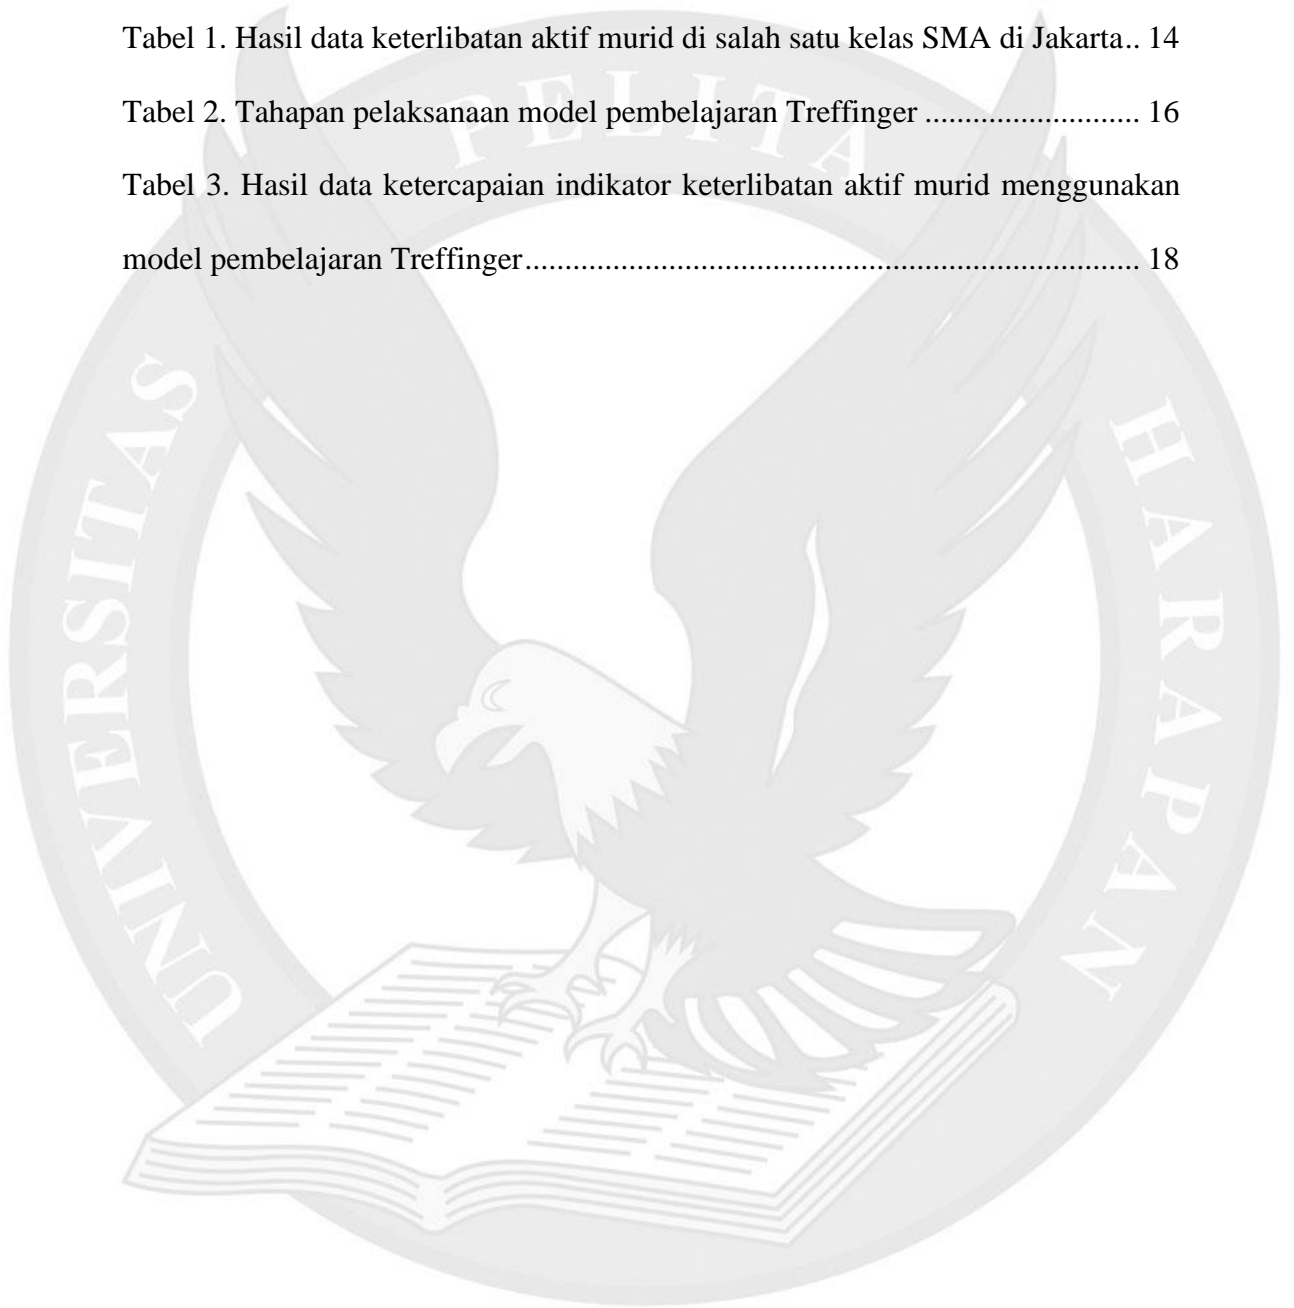 Tabel 1. Hasil data keterlibatan aktif murid di salah satu kelas SMA di Jakarta.. 14
Tabel 2. Tahapan pelaksanaan model pembelajaran Treffinger ........................... 16
Tabel 3. Hasil data ketercapaian indikator keterlibatan aktif murid menggunakan
model pembelajaran Treffinger............................................................................. 18
UNIVERSITAS PELITA HARAPAN